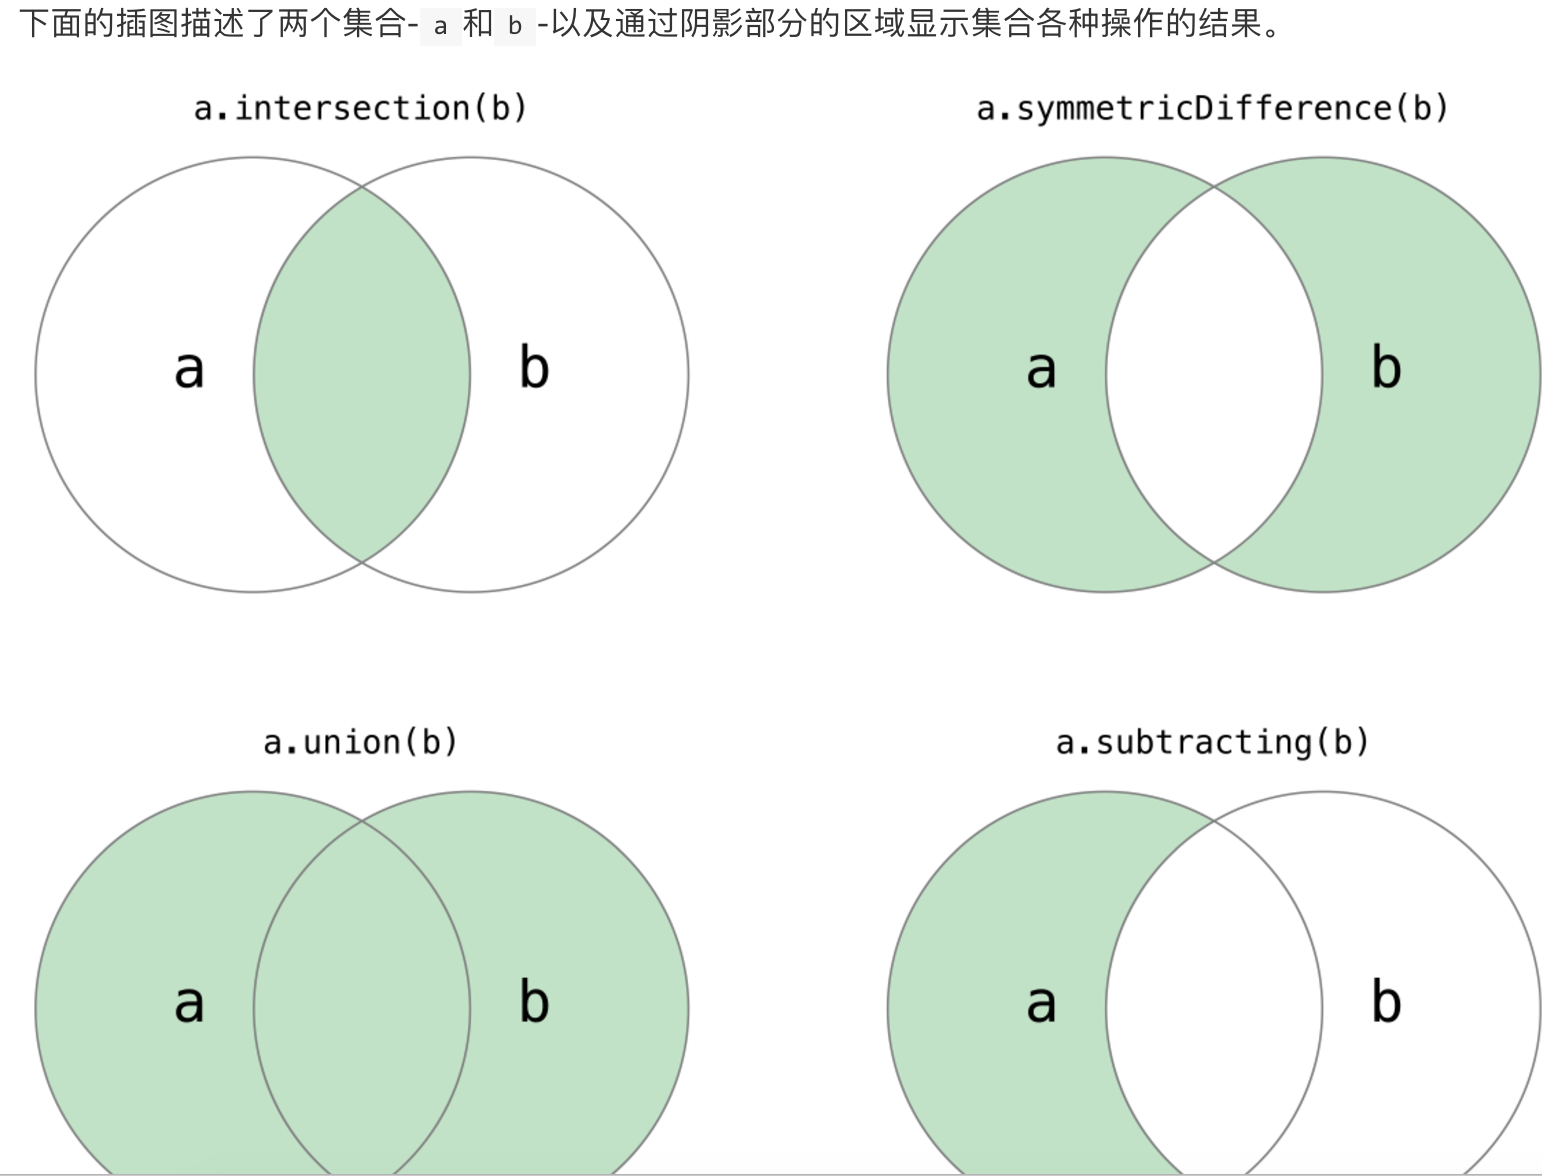 下面的插图描述了两个集合- a 和 b -以及通过阴影部分的区域显示集合各种操作的结果。
a.intersection(b)
a.symmetricDifference(b)
a b
a b
a.union(b)
a.subtracting(b)
a b
a b